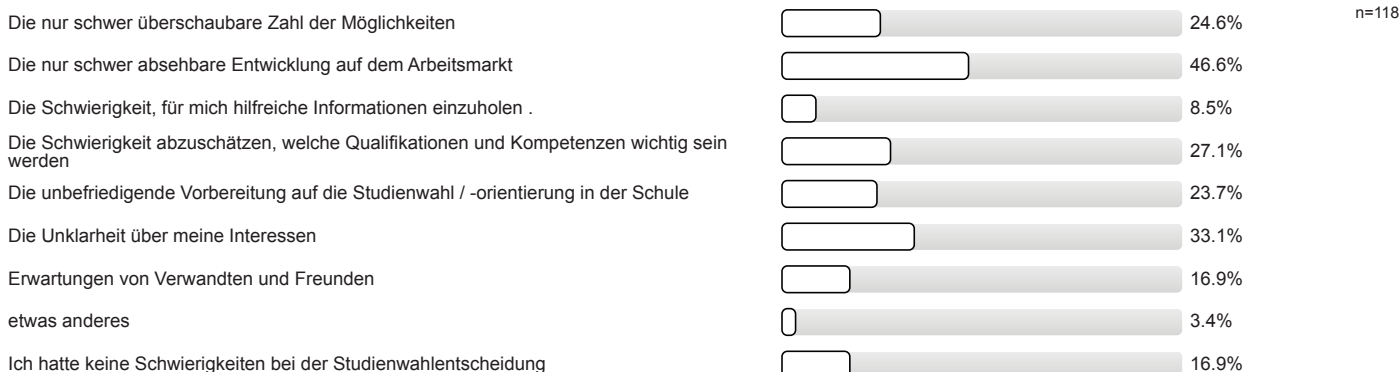 Die nur schwer überschaubare Zahl der Möglichkeiten 24.6% n=118
Die nur schwer absehbare Entwicklung auf dem Arbeitsmarkt 46.6%
Die Schwierigkeit, für mich hilfreiche Informationen einzuholen . 8.5%
Die Schwierigkeit abzuschätzen, welche Qualifikationen und Kompetenzen wichtig sein
werden 27.1%
Die unbefriedigende Vorbereitung auf die Studienwahl / -orientierung in der Schule 23.7%
Die Unklarheit über meine Interessen 33.1%
Erwartungen von Verwandten und Freunden 16.9%
etwas anderes 3.4%
Ich hatte keine Schwierigkeiten bei der Studienwahlentscheidung 16.9%